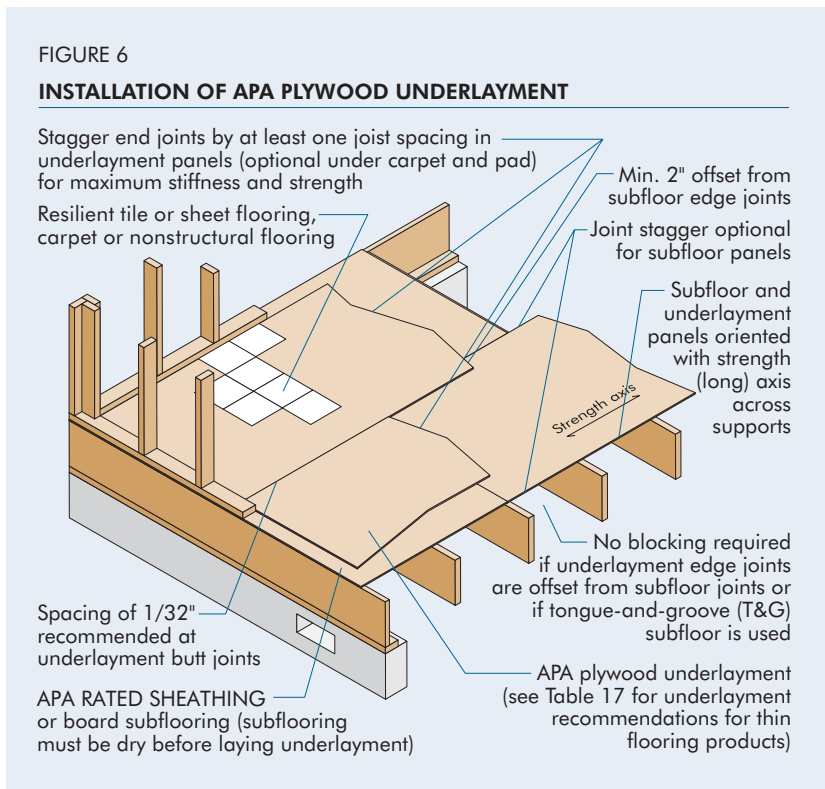 FIGURE 6
INSTALLATION OF APA PLYWOOD UNDERLAYMENT
Stagger end joints by at least one joist spacing in
underlayment panels (optional under carpet and pad)
for maximum stiffness and strength
Resilient tile or sheet flooring,
carpet or nonstructural flooring
Min. 2" offset from
subfloor edge joints
Joint stagger optional
for subfloor panels
Subfloor and
underlayment
panels oriented
with strength
(long) axis
across
supports
Strength axis
No blocking required
if underlayment edge joints
are offset from subfloor joints or
if tongue-and-groove (T&G)
subfloor is used
Spacing of 1/32"
recommended at
underlayment butt joints
APA RATED SHEATHING
or board subflooring (subflooring
must be dry before laying underlayment)
APA plywood underlayment
(see Table 17 for underlayment
recommendations for thin
flooring products)